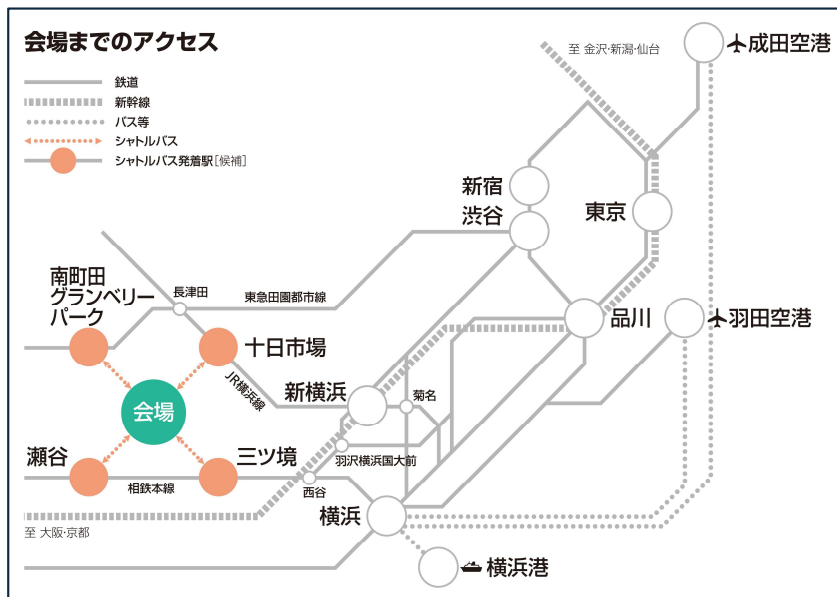 会場までのアクセス
鉄道
新幹線
バス等
シャトルバス
シャトルバス発着駅[候補]
至 金沢・新潟・仙台
成田空港
新宿
渋谷
東京
南町田
グランベリー
パーク
長津田
東急田園都市線
十日市場
JR横浜線
品川
羽田空港
新横浜
菊名
会場
瀬谷
三ツ境
羽沢横浜国大前
相鉄本線
西谷
横浜
至 大阪・京都
横浜港